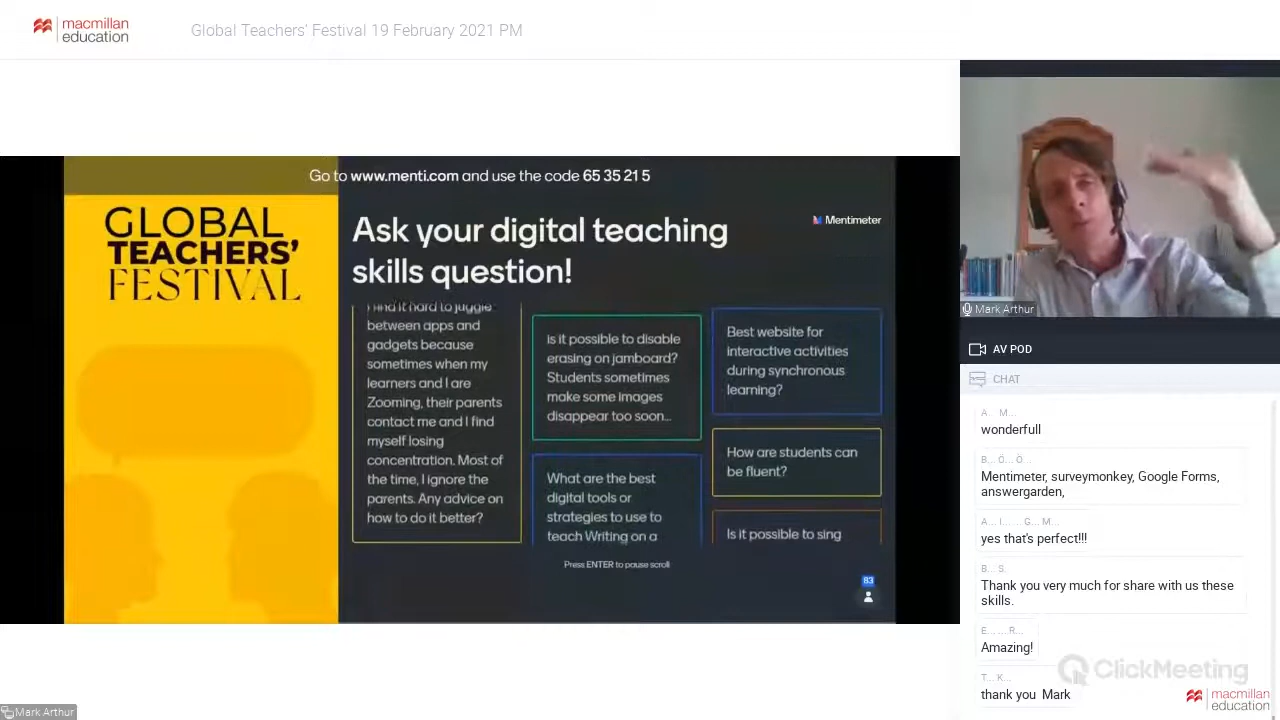 macmillan
education
Global Teachers' Festival 19 February 2021 PM
Go to www.menti.com and use the code 65 35 21 5
GLOBAL
TEACHERS'
FESTIVAL
Ask your digital teaching
skills question!
Mentimeter
I find it hard to juggle
between apps and
gadgets because
sometimes when my
learners and I are
Zooming, their parents
contact me and I find
myself losing
concentration. Most of
the time, I ignore the
parents. Any advice on
how to do it better?
is it possible to disable
erasing on jamboard?
Students sometimes
make some images
disappear too soon...
What are the best
digital tools or
strategies to use to
teach Writing on a
Best website for
interactive activities
during synchronous
learning?
How are students can
be fluent?
Is it possible to sing
Press ENTER to pause scroll
83
Mark Arthur
AV POD
CHAT
A... M...
wonderfull
B... Ö... Ö...
Mentimeter, surveymonkey, Google Forms,
answergarden,
A... I... ... G... M...
yes that's perfect!!!
B... S.
Thank you very much for share with us these
skills.
E... ....R...
Amazing!
T... K...
thank you Mark
ClickMeeting
macmillan
education
Mark Arthur